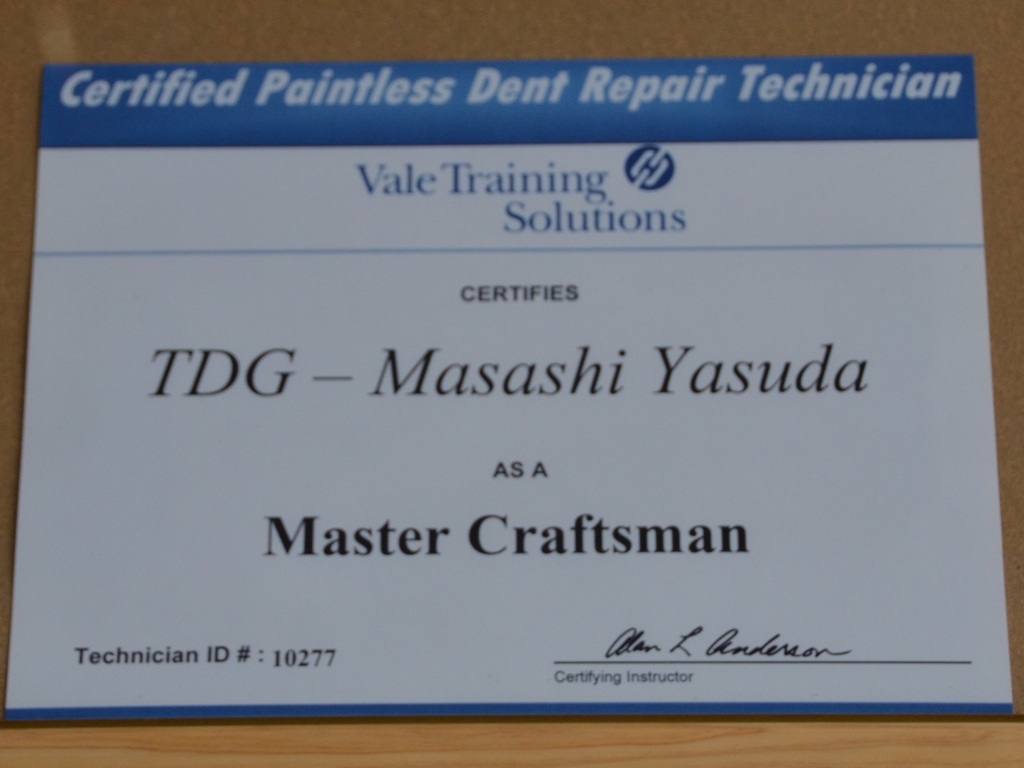 Certified Paintless Dent Repair Technician
Vale Training
Solutions
CERTIFIES
TDG – Masashi Yasuda
AS A
Master Craftsman
Alan L Anderson
Technician ID # : 10277
Certifying Instructor